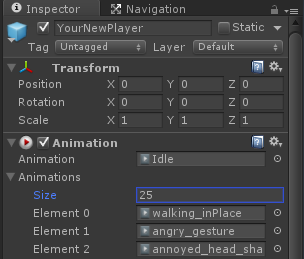 Inspector Navigation
YourNewPlayer Static
Tag Untagged Layer Default
Transform
Position X 0 Y 0 Z 0
Rotation X 0 Y 0 Z 0
Scale X 1 Y 1 Z 1
Animation
Animation Idle
Animations
Size 25
Element 0 walking_inPlace
Element 1 angry_gesture
Element 2 annoyed_head_sha